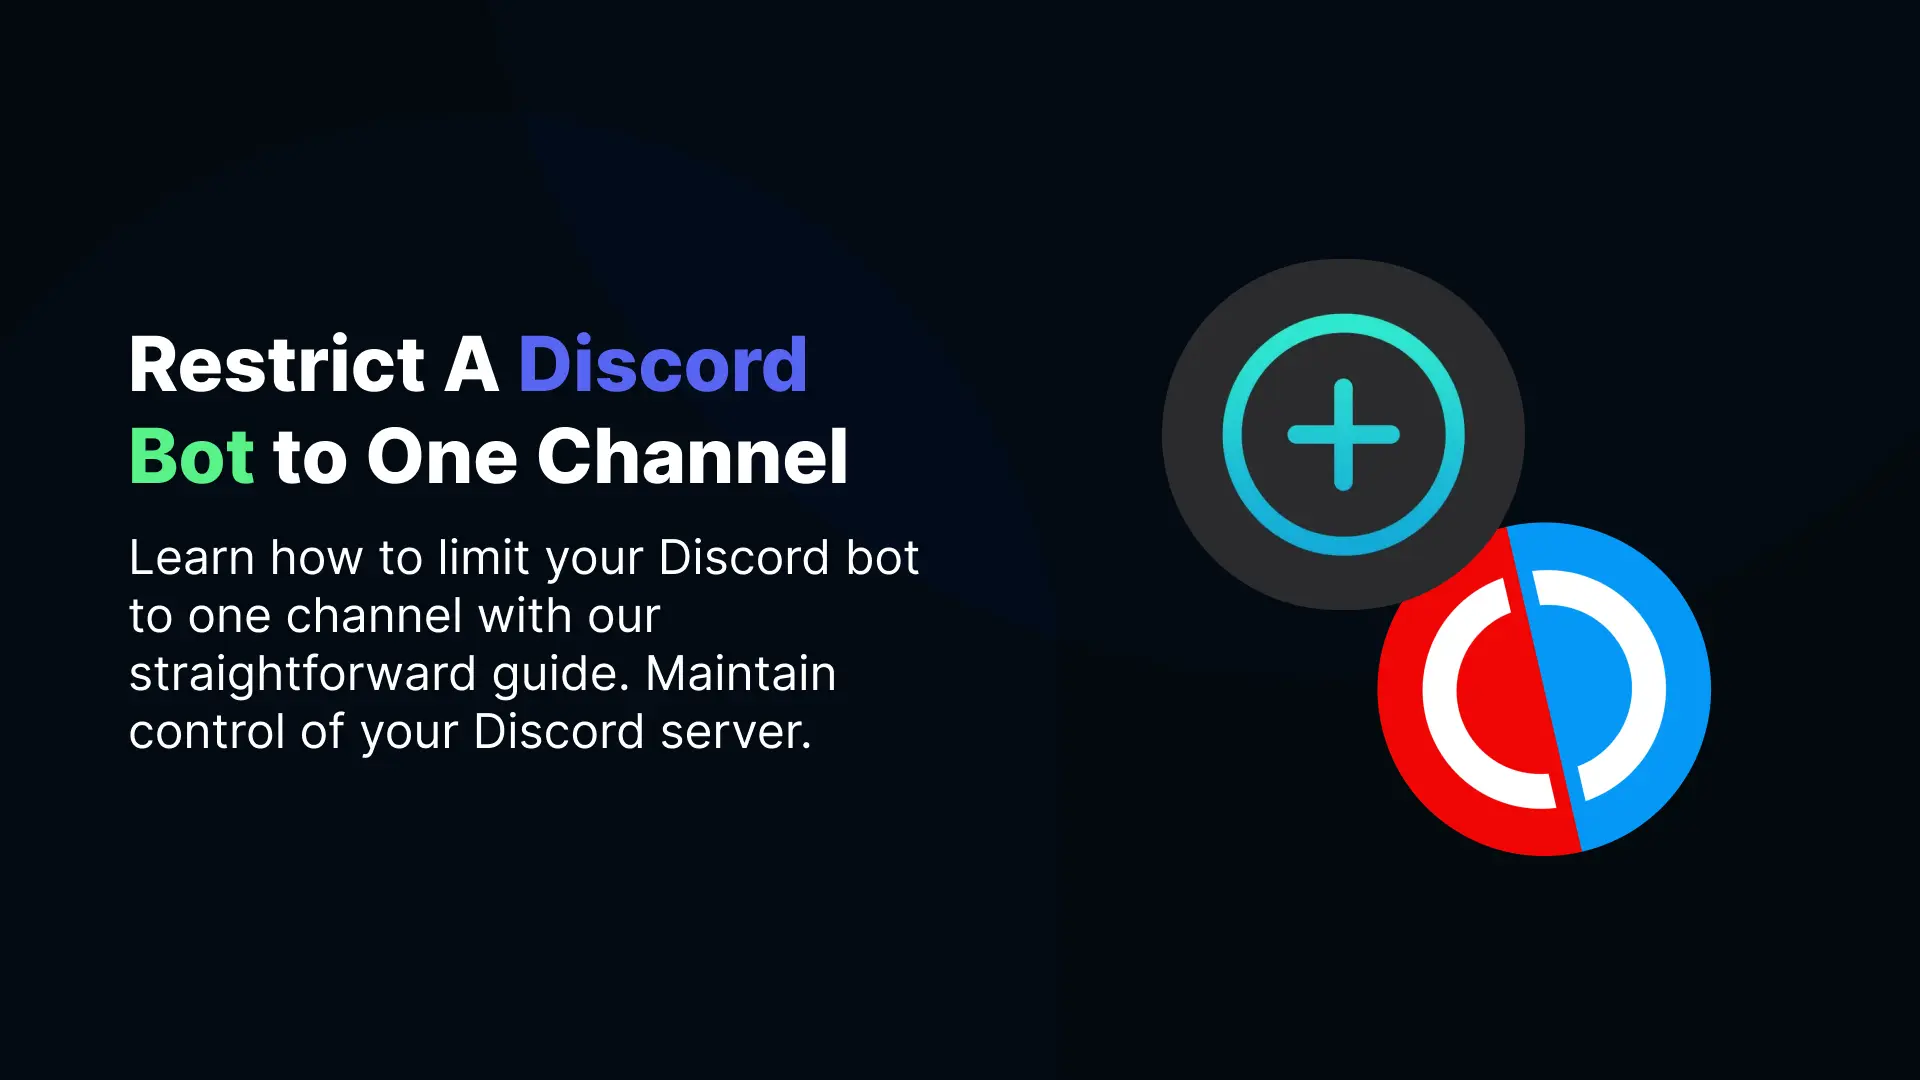 Restrict A Discord
Bot to One Channel
Learn how to limit your Discord bot
to one channel with our
straightforward guide. Maintain
control of your Discord server.